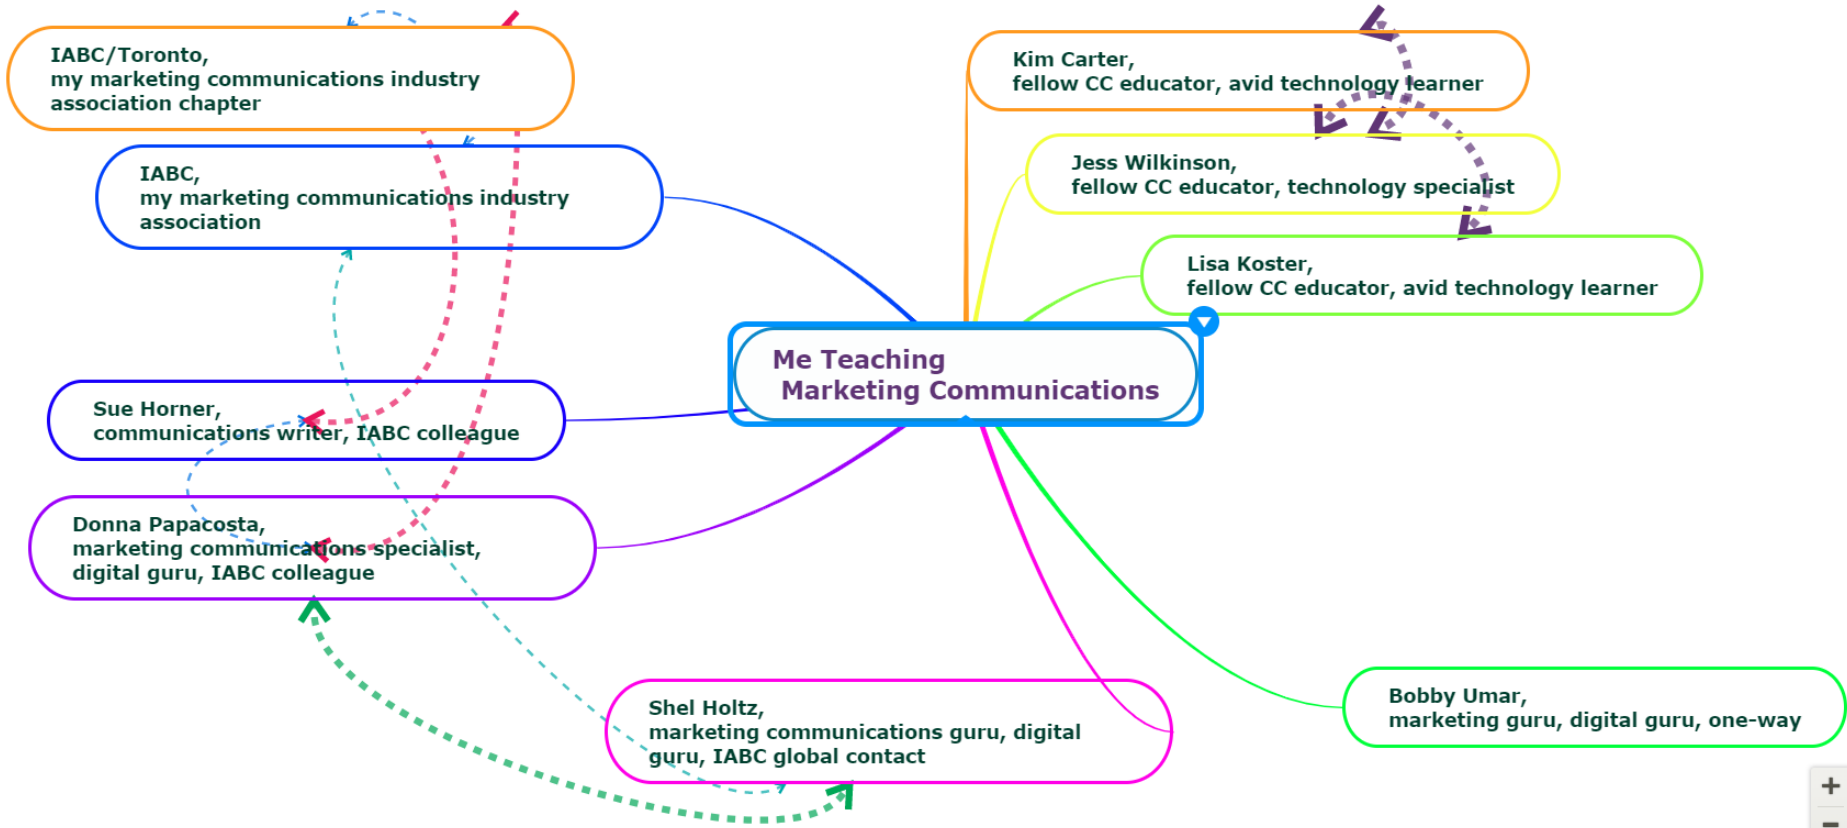 IABC/Toronto,
my marketing communications industry
association chapter
IABC,
my marketing communications industry
association
Sue Horner,
communications writer, IABC colleague
Donna Papacosta,
marketing communications specialist,
digital guru, IABC colleague
Kim Carter,
fellow CC educator, avid technology learner
Jess Wilkinson,
fellow CC educator, technology specialist
Lisa Koster,
fellow CC educator, avid technology learner
Me Teaching
Marketing Communications
Shel Holtz,
marketing communications guru, digital
guru, IABC global contact
Bobby Umar,
marketing guru, digital guru, one-way